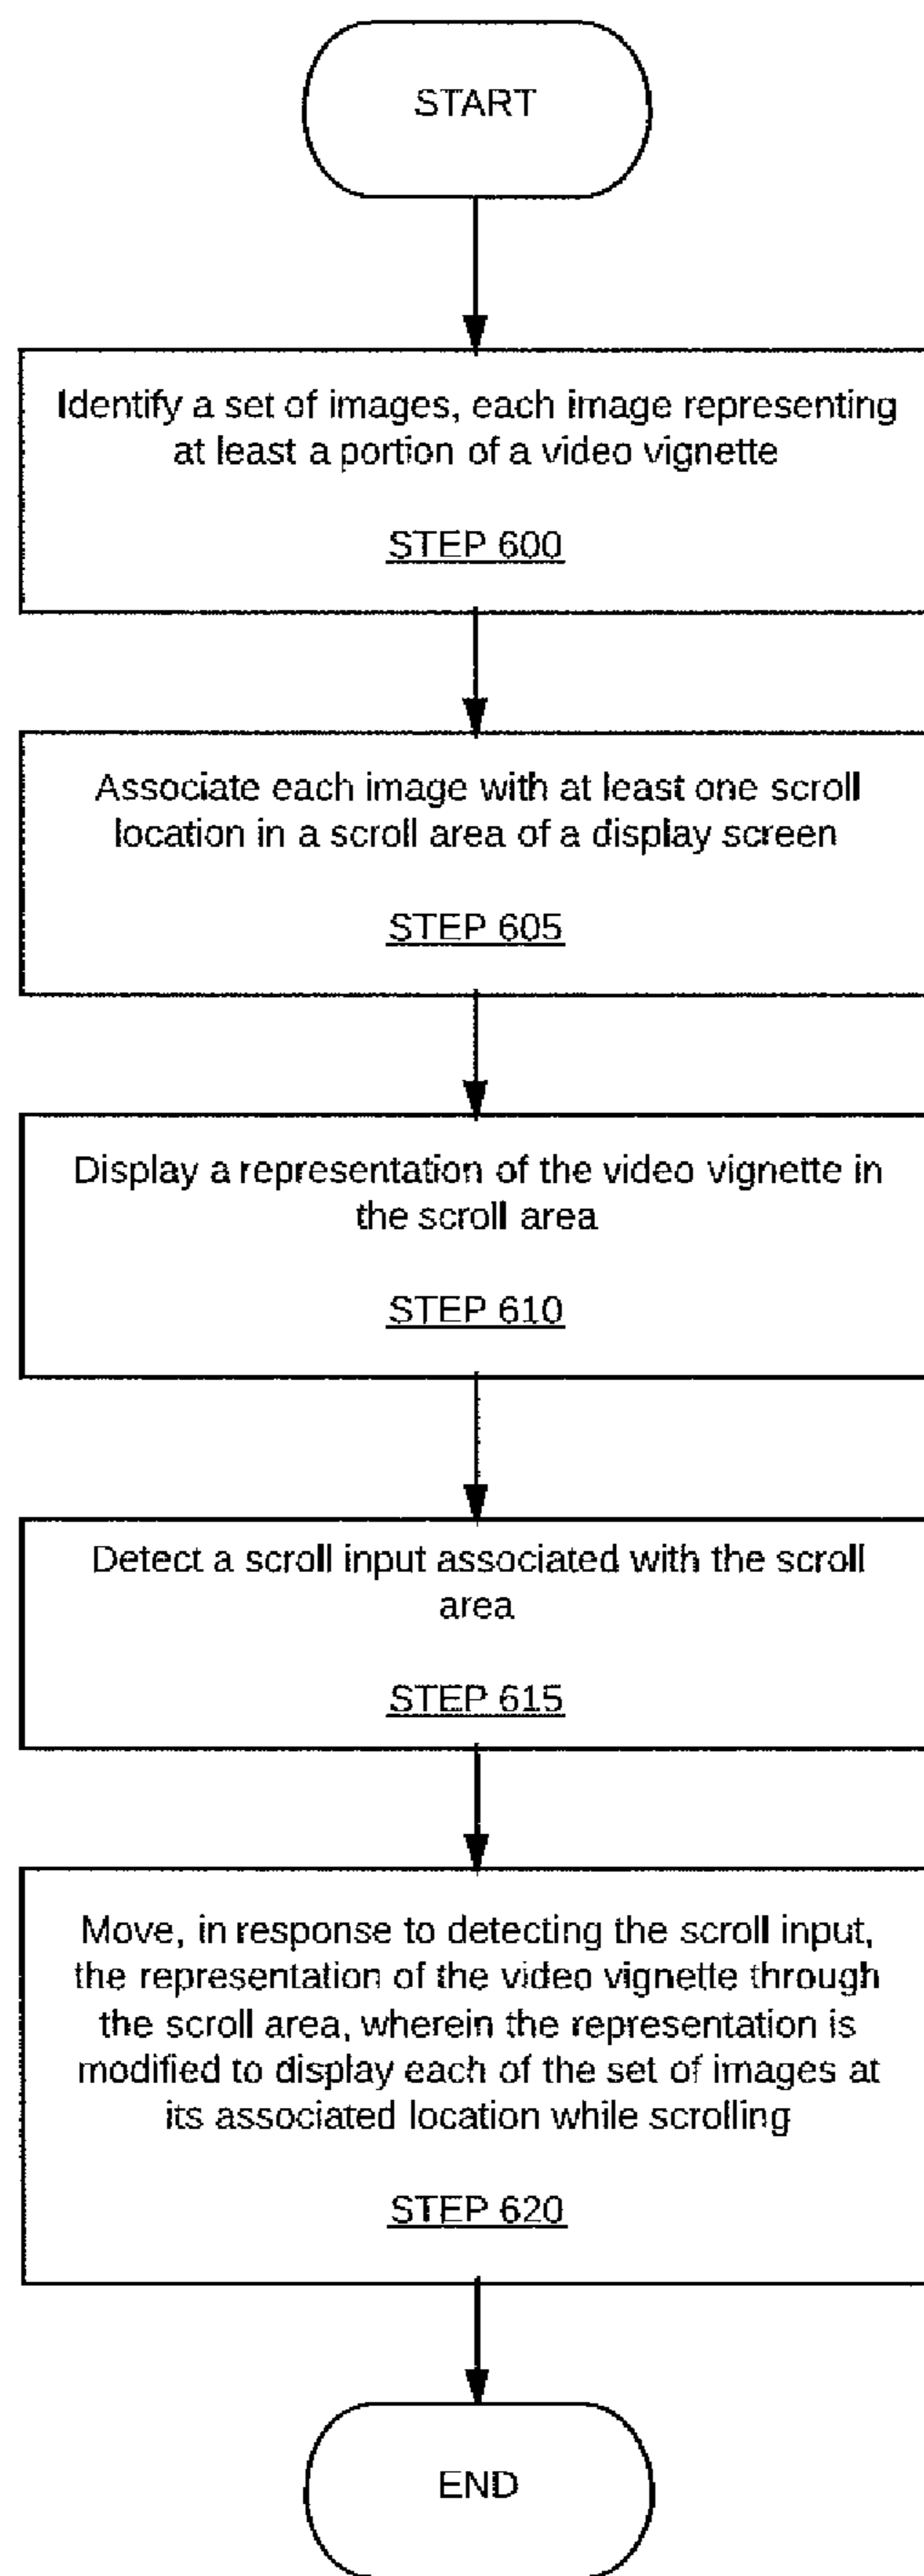 START
Identify a set of images, each image representing
at least a portion of a video vignette
STEP 600
Associate each image with at least one scroll
location in a scroll area of a display screen
STEP 605
Display a representation of the video vignette in
the scroll area
STEP 610
Detect a scroll input associated with the scroll
area
STEP 615
Move, in response to detecting the scroll input,
the representation of the video vignette through
the scroll area, wherein the representation is
modified to display each of the set of images at
its associated location while scrolling
STEP 620
END